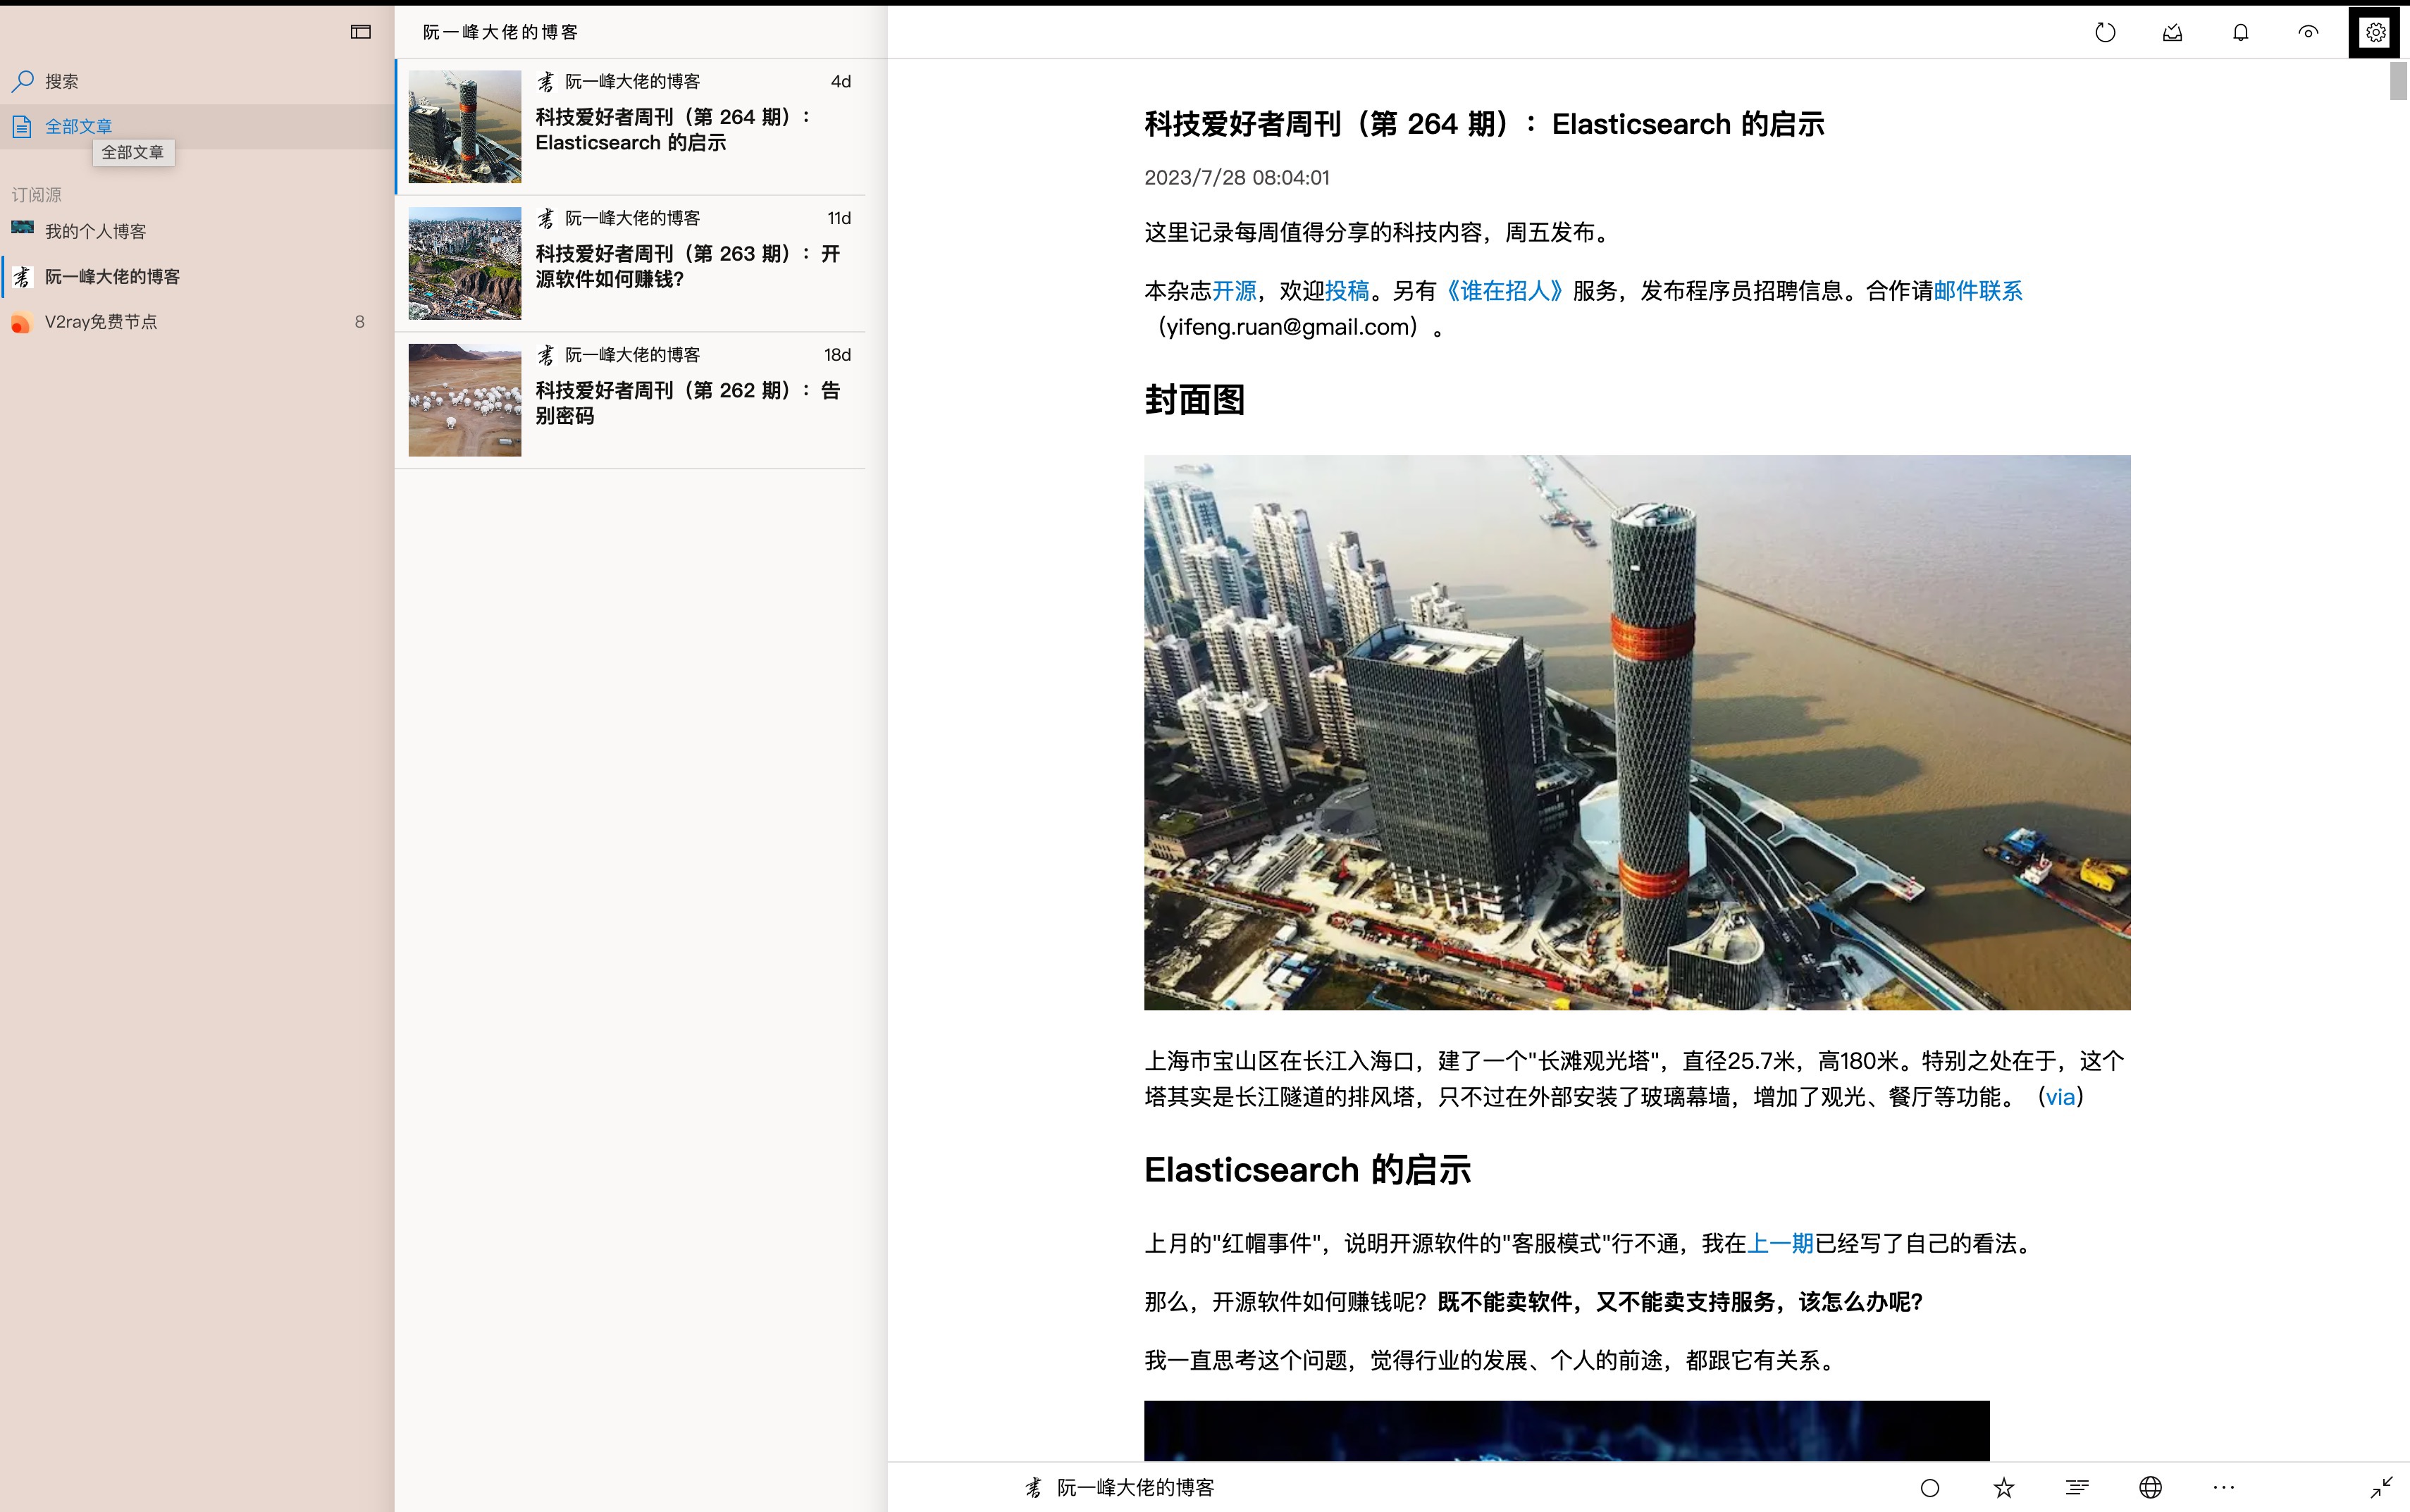 搜索
全部文章
全部文章
订阅源
我的个人博客
阮一峰大佬的博客
V2ray免费节点 8
阮一峰大佬的博客
阮一峰大佬的博客 4d
科技爱好者周刊（第 264 期）：
Elasticsearch 的启示
阮一峰大佬的博客 11d
科技爱好者周刊（第 263 期）：开
源软件如何赚钱？
阮一峰大佬的博客 18d
科技爱好者周刊（第 262 期）：告
别密码
科技爱好者周刊（第 264 期）：Elasticsearch 的启示
2023/7/28 08:04:01
这里记录每周值得分享的科技内容，周五发布。
本杂志开源，欢迎投稿。另有《谁在招人》服务，发布程序员招聘信息。合作请邮件联系
（yifeng.ruan@gmail.com）。
封面图
上海市宝山区在长江入海口，建了一个"长滩观光塔"，直径25.7米，高180米。特别之处在于，这个
塔其实是长江隧道的排风塔，只不过在外部安装了玻璃幕墙，增加了观光、餐厅等功能。（via）
Elasticsearch 的启示
上月的"红帽事件"，说明开源软件的"客服模式"行不通，我在上一期已经写了自己的看法。
那么，开源软件如何赚钱呢？既不能卖软件，又不能卖支持服务，该怎么办呢？
我一直思考这个问题，觉得行业的发展、个人的前途，都跟它有关系。
阮一峰大佬的博客